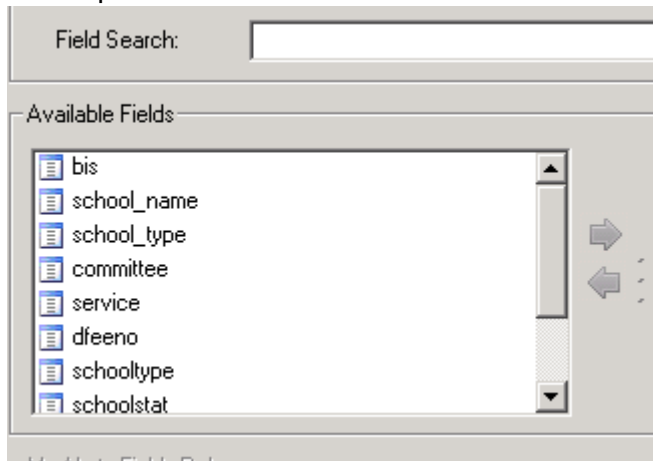 Field Search:
Available Fields
bis
school_name
school_type
committee
service
dfeeno
schooltype
schoolstat